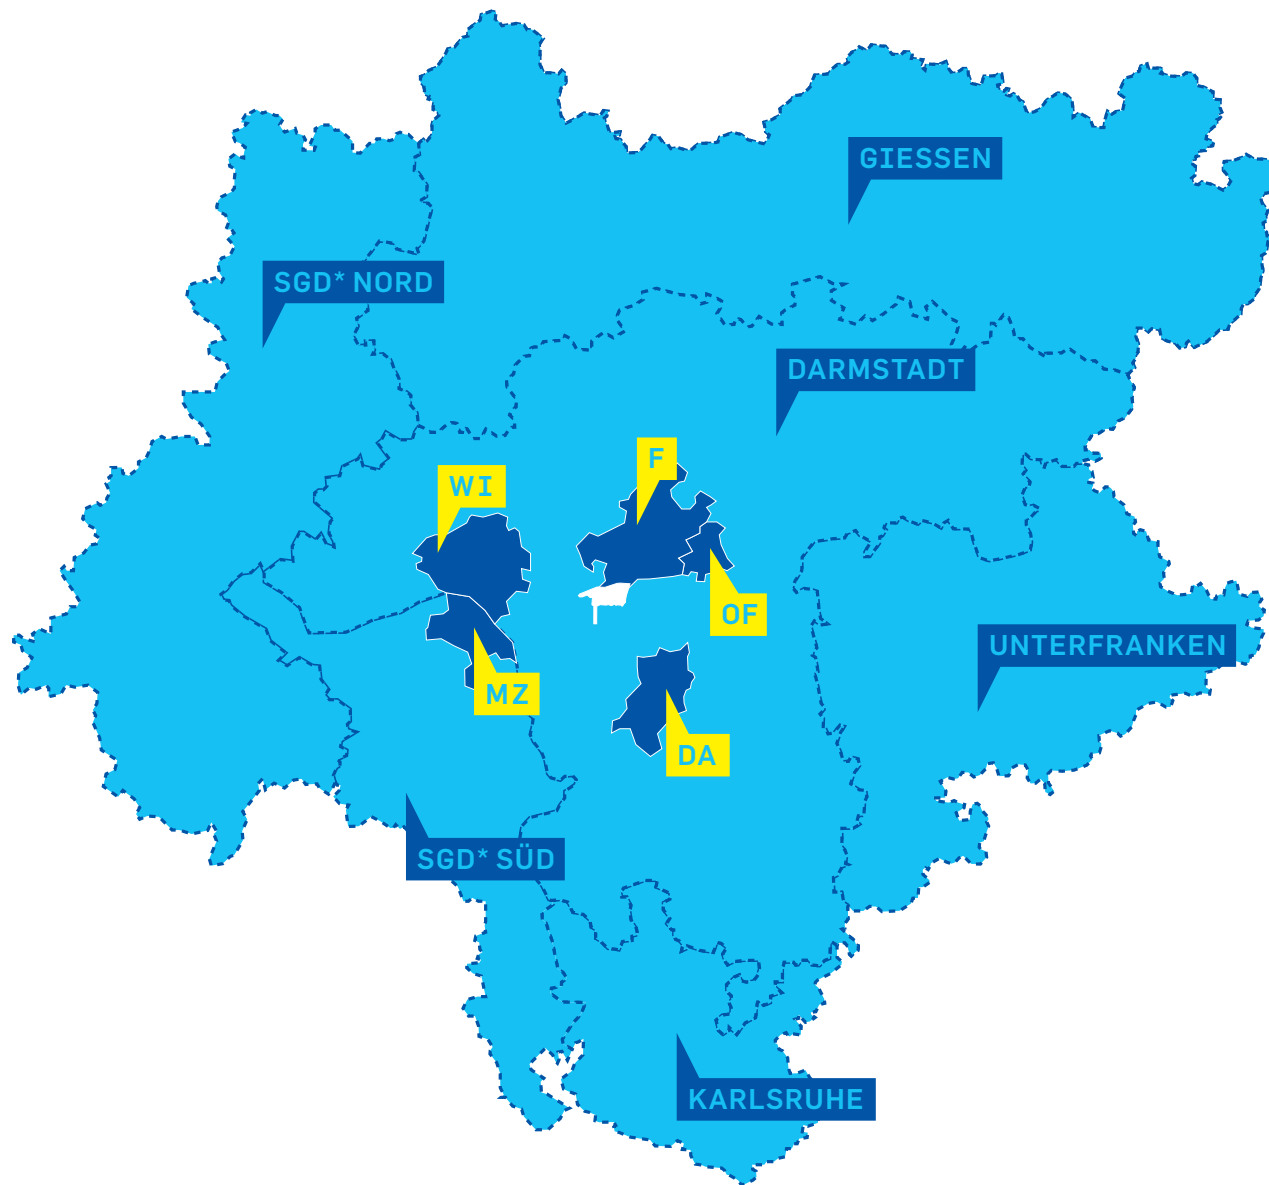 GIESSEN
SGD* NORD
DARMSTADT
F
WI
OF
UNTERFRANKEN
MZ
DA
SGD* SÜD
KARLSRUHE